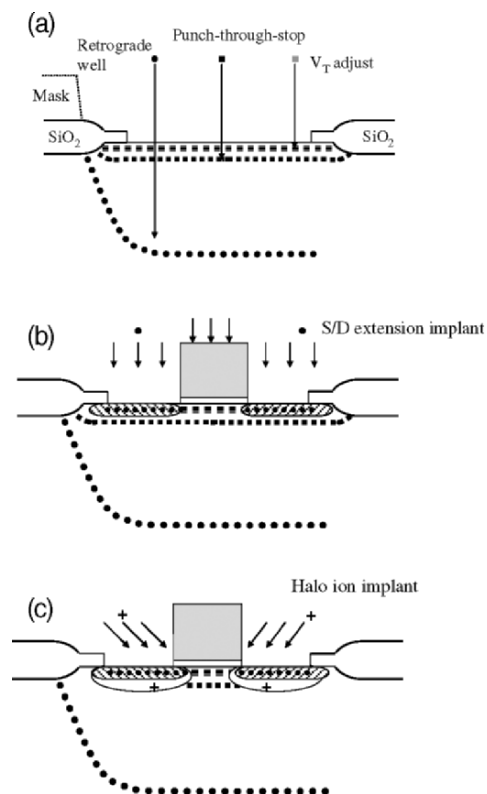 (a)
Retrograde
well
Punch-through-stop
V_T adjust
Mask
SiO₂
SiO₂
(b)
S/D extension implant
Halo ion implant
(c)
+
+
+
+